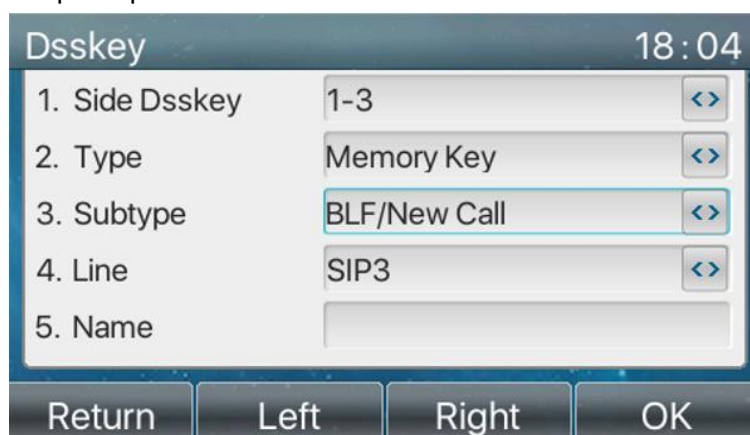 Dsskey 18:04
1. Side Dsskey 1-3
2. Type Memory Key
3. Subtype BLF/New Call
4. Line SIP3
5. Name
Return Left Right OK